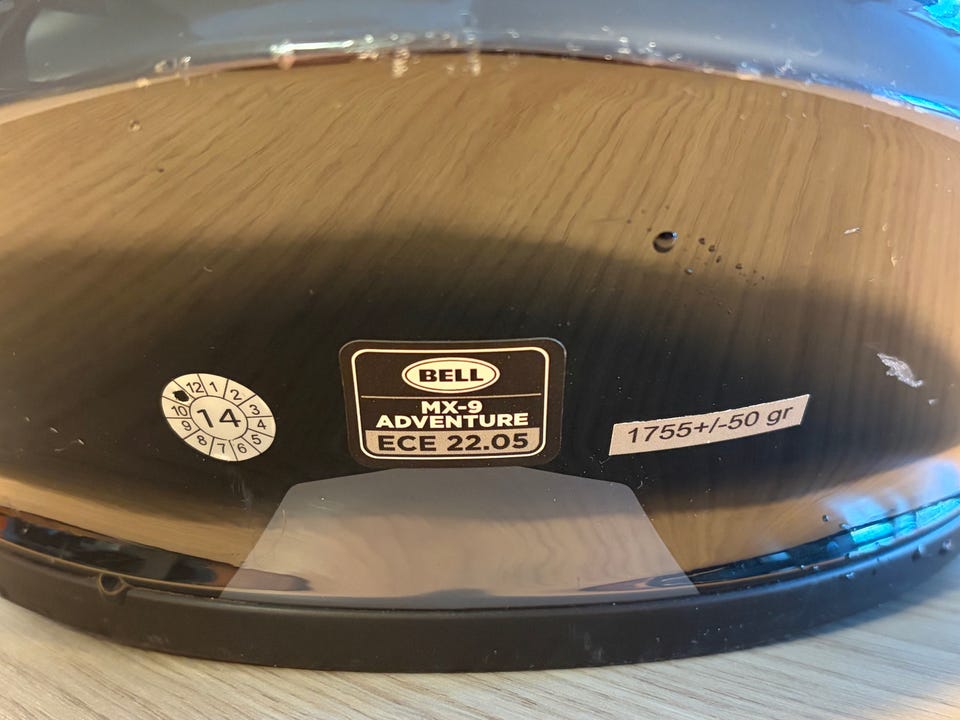 12 1 2 3 4 5 6 7 8 9 10
14
BELL
MX-9
ADVENTURE
ECE 22.05
1755+/-50 gr